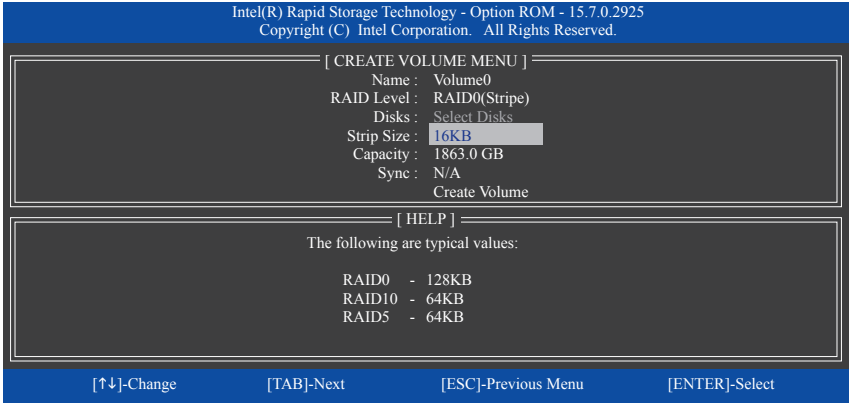 Intel(R) Rapid Storage Technology - Option ROM - 15.7.0.2925
Copyright (C) Intel Corporation. All Rights Reserved.
[ CREATE VOLUME MENU ]
Name : Volume0
RAID Level : RAID0(Stripe)
Disks : Select Disks
Strip Size : 16KB
Capacity : 1863.0 GB
Sync : N/A
Create Volume
[ HELP ]
The following are typical values:
RAID0 - 128KB
RAID10 - 64KB
RAID5 - 64KB
[↑↓]-Change [TAB]-Next [ESC]-Previous Menu [ENTER]-Select